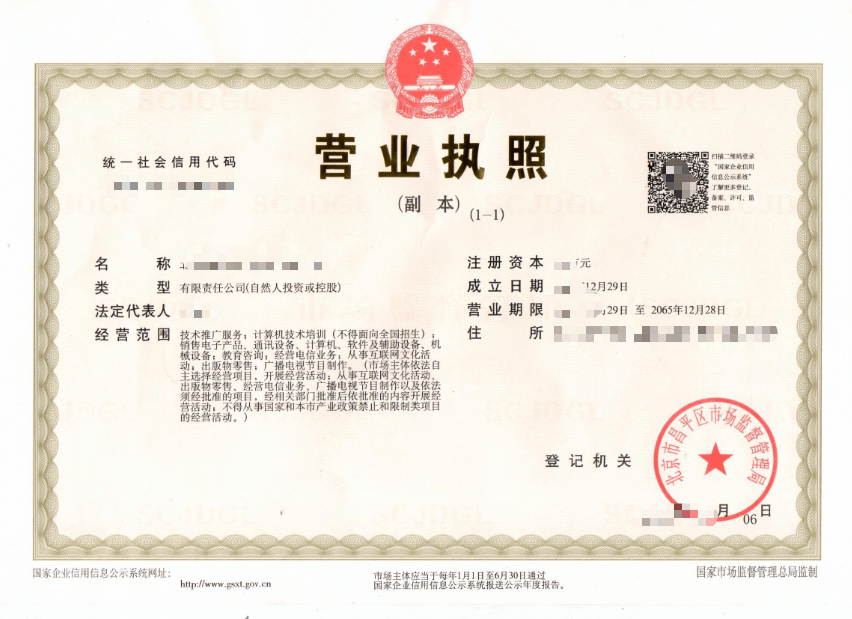 统一社会信用代码
营业执照
(副 本) (1-1)
扫描二维码登录
“国家企业信用
信息公示系统”
了解更多登记、
备案、许可、监
管信息
名 称
类 型 有限责任公司(自然人投资或控股)
法定代表人
经营范围 技术推广服务；计算机技术培训（不得面向全国招生）；
销售电子产品、通讯设备、计算机、软件及辅助设备、机
械设备；教育咨询；经营电信业务；从事互联网文化活
动；出版物零售；广播电视节目制作。（市场主体依法自
主选择经营项目，开展经营活动；从事互联网文化活动、
出版物零售、经营电信业务、广播电视节目制作以及依法
须经批准的项目，经相关部门批准后依批准的内容开展经
营活动；不得从事国家和本市产业政策禁止和限制类项目
的经营活动。）
注册资本 万元
成立日期 12月29日
营业期限 月29日 至 2065年12月28日
住 所
登记机关
北京市昌平区市场监督管理局
月 06 日
国家企业信用信息公示系统网址：
http://www.gsxt.gov.cn
市场主体应当于每年1月1日至6月30日通过
国家企业信用信息公示系统报送公示年度报告。
国家市场监督管理总局监制
SCJDGL